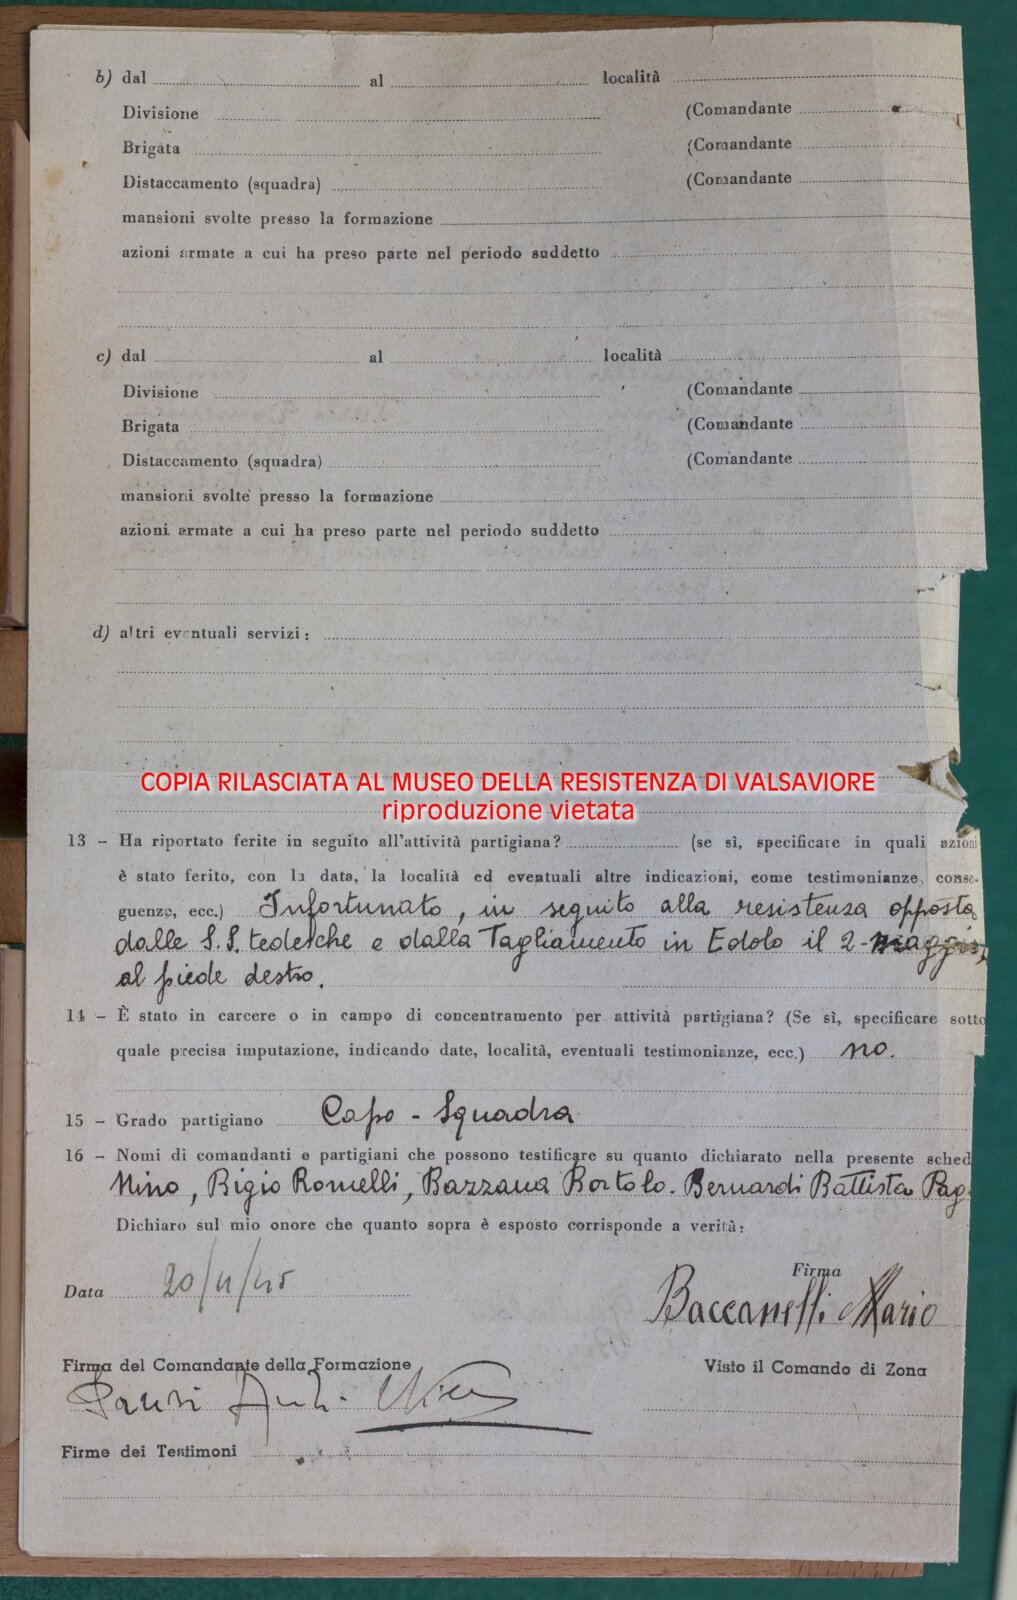 b) dal al località
Divisione (Comandante
Brigata (Comandante
Distaccamento (squadra) (Comandante
mansioni svolte presso la formazione
azioni armate a cui ha preso parte nel periodo suddetto
c) dal al località
Divisione (Comandante
Brigata (Comandante
Distaccamento (squadra) (Comandante
mansioni svolte presso la formazione
azioni armate a cui ha preso parte nel periodo suddetto
d) altri eventuali servizi:
COPIA RILASCIATA AL MUSEO DELLA RESISTENZA DI VALSAVIORE
riproduzione vietata
13 - Ha riportato ferite in seguito all'attività partigiana? (se sì, specificare in quali azioni
è stato ferito, con la data, la località ed eventuali altre indicazioni, come testimonianze, conse-
guenze, ecc.) Infortunato, in seguito alla resistenza opposta
dalle S.S. tedesche e dalla Tagliamento in Edolo il 2-maggio,
al piede destro.
14 - È stato in carcere o in campo di concentramento per attività partigiana? (Se sì, specificare sotto
quale precisa imputazione, indicando date, località, eventuali testimonianze, ecc.) no.
15 - Grado partigiano Capo - Squadra
16 - Nomi di comandanti e partigiani che possono testificare su quanto dichiarato nella presente sched
Nino, Bigio Romelli, Bazzana Bortolo. Bernardi Battista Pag
Dichiaro sul mio onore che quanto sopra è esposto corrisponde a verità:
Firma
Data 20/11/45
Baccanelli Mario
Firma del Comandante della Formazione Visto il Comando di Zona
Firme dei Testimoni